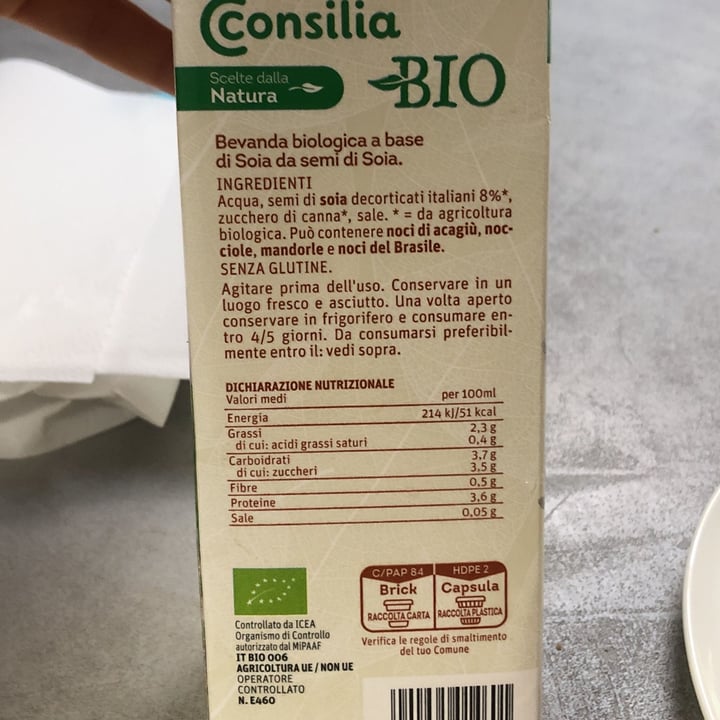 Consilia
Scelte dalla
Natura
BIO
Bevanda biologica a base
di Soia da semi di Soia.
INGREDIENTI
Acqua, semi di soia decorticati italiani 8%*,
zucchero di canna*, sale. * = da agricoltura
biologica. Può contenere noci di acagiù, noc-
ciole, mandorle e noci del Brasile.
SENZA GLUTINE.
Agitare prima dell'uso. Conservare in un
luogo fresco e asciutto. Una volta aperto
conservare in frigorifero e consumare en-
tro 4/5 giorni. Da consumarsi preferibil-
mente entro il: vedi sopra.
DICHIARAZIONE NUTRIZIONALE
Valori medi per 100ml
Energia 214 kJ/51 kcal
Grassi 2,3 g
di cui: acidi grassi saturi 0,4 g
Carboidrati 3,7 g
di cui: zuccheri 3,5 g
Fibre 0,5 g
Proteine 3,6 g
Sale 0,05 g
C/PAP 84 HDPE 2
Brick Capsula
RACCOLTA CARTA RACCOLTA PLASTICA
Verifica le regole di smaltimento
del tuo Comune
Controllato da ICEA
Organismo di Controllo
autorizzato dal MiPAAF
IT BIO 006
AGRICOLTURA UE / NON UE
OPERATORE
CONTROLLATO
N. E460